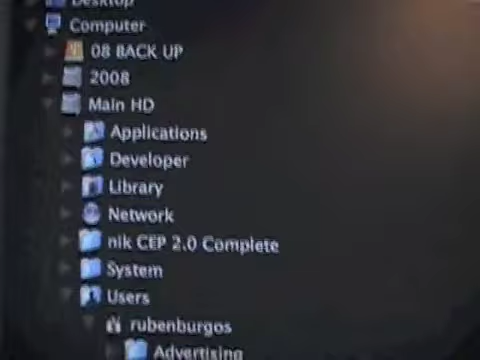 Desktop
Computer
08 BACK UP
2008
Main HD
Applications
Developer
Library
Network
nik CEP 2.0 Complete
System
Users
rubenburgos
Advertising